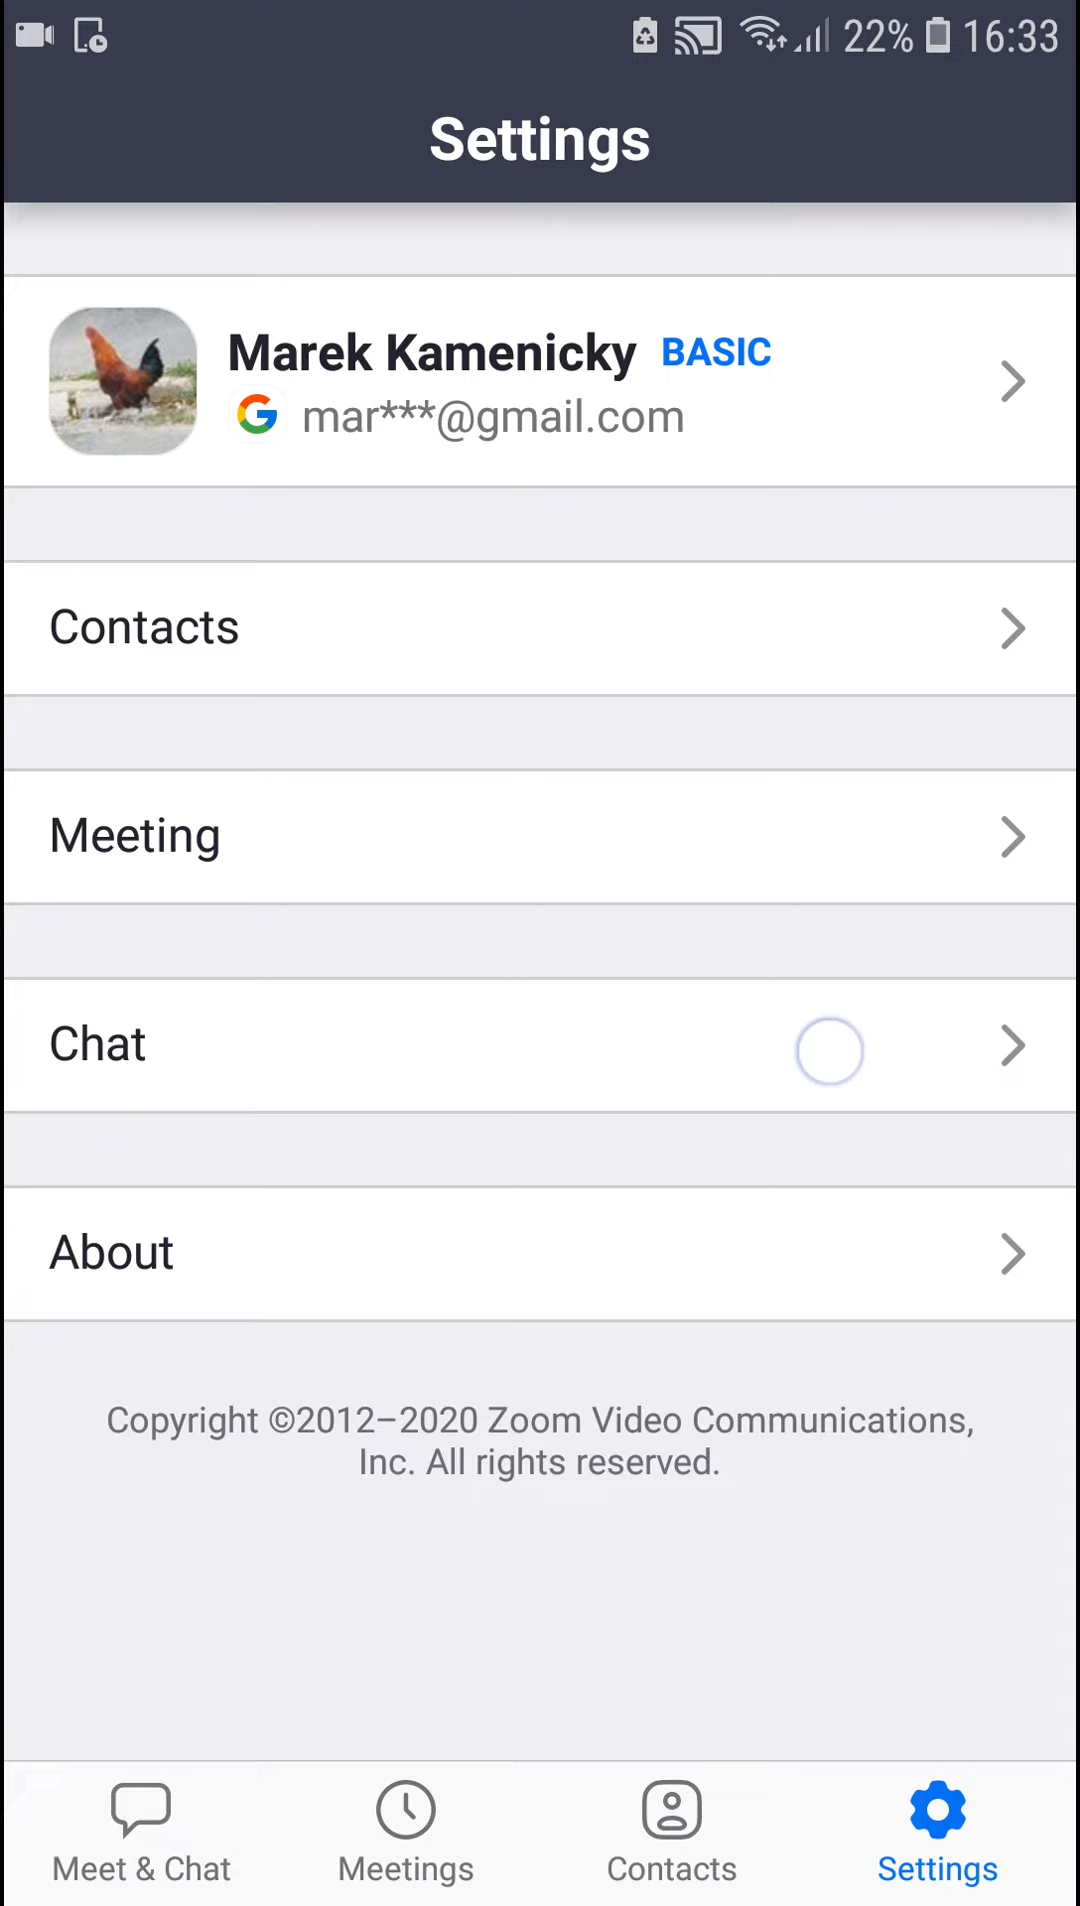 22% 16:33
Settings
Marek Kamenicky BASIC
mar***@gmail.com
Contacts
Meeting
Chat
About
Copyright ©2012–2020 Zoom Video Communications,
Inc. All rights reserved.
Meet & Chat Meetings Contacts Settings